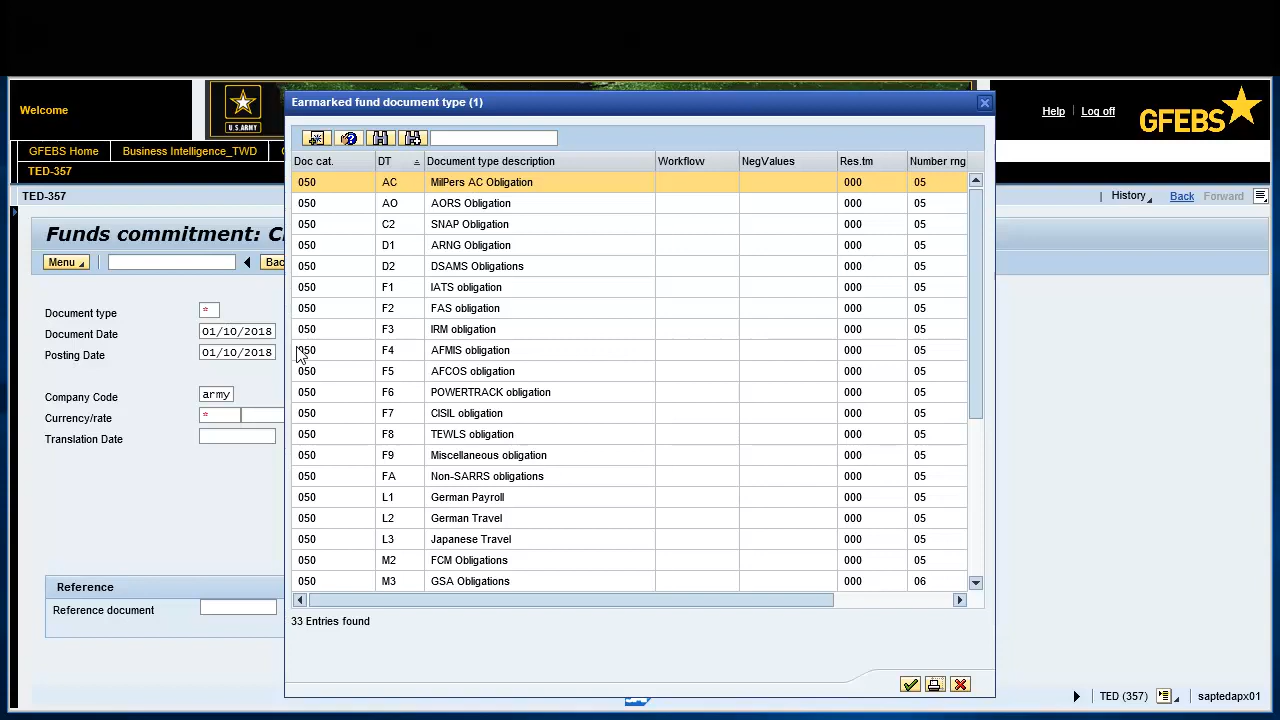 Earmarked fund document type (1)
Welcome
U.S.ARMY
Help | Log off
GFEBS
GFEBS Home
Business Intelligence_TWD
TED-357
TED-357
History
Back
Forward
Funds commitment:
Menu
Document type *
Document Date 01/10/2018
Posting Date 01/10/2018
Company Code army
Currency/rate *
Translation Date
Reference
Reference document
Doc cat. DT Document type description Workflow NegValues Res.tm Number rng
050 AC MilPers AC Obligation 000 05
050 AO AORS Obligation 000 05
050 C2 SNAP Obligation 000 05
050 D1 ARNG Obligation 000 05
050 D2 DSAMS Obligations 000 05
050 F1 IATS obligation 000 05
050 F2 FAS obligation 000 05
050 F3 IRM obligation 000 05
050 F4 AFMIS obligation 000 05
050 F5 AFCOS obligation 000 05
050 F6 POWERTRACK obligation 000 05
050 F7 CISIL obligation 000 05
050 F8 TEWLS obligation 000 05
050 F9 Miscellaneous obligation 000 05
050 FA Non-SARRS obligations 000 05
050 L1 German Payroll 000 05
050 L2 German Travel 000 05
050 L3 Japanese Travel 000 05
050 M2 FCM Obligations 000 05
050 M3 GSA Obligations 000 06
33 Entries found
TED (357)
saptedapx01